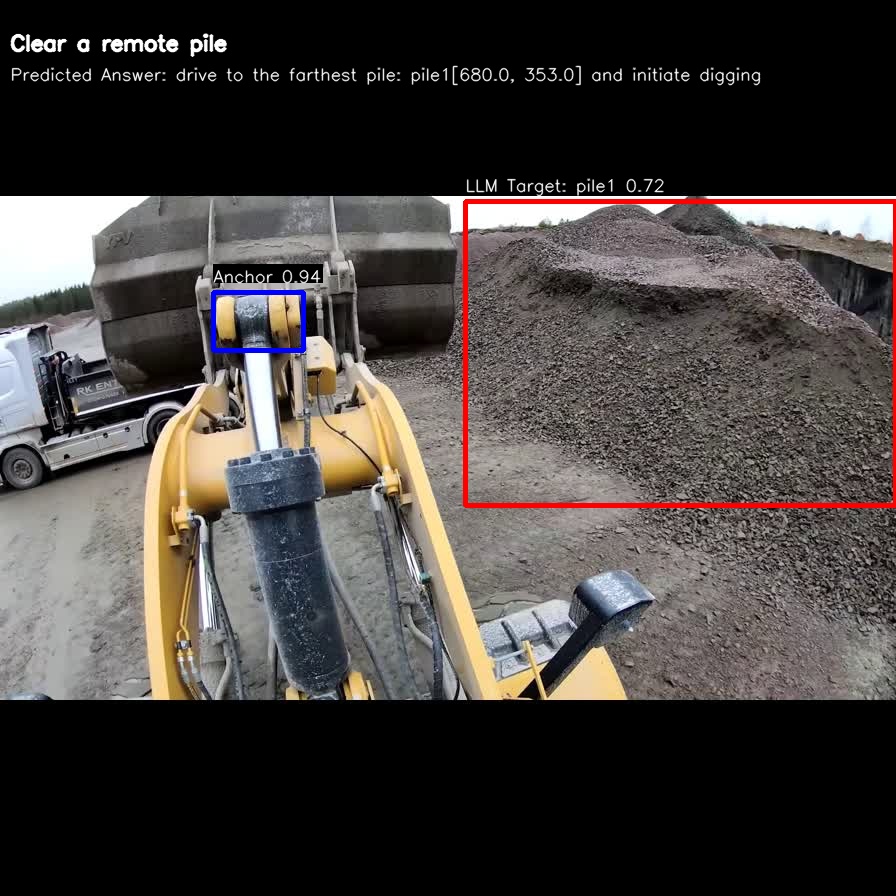 Clear a remote pile
Predicted Answer: drive to the farthest pile: pile1[680.0, 353.0] and initiate digging
LLM Target: pile1 0.72
Anchor 0.94
RK ENT